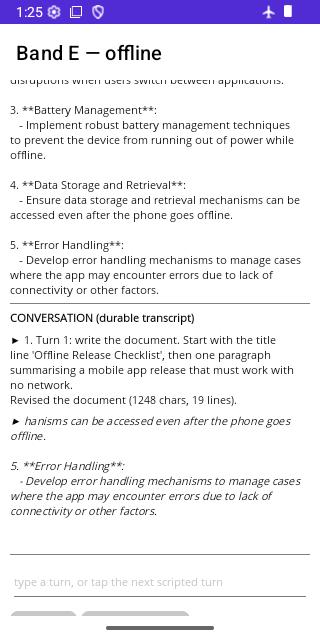 1:25
Band E — offline
disruptions when users switch between applications.
3. **Battery Management**:
- Implement robust battery management techniques
to prevent the device from running out of power while
offline.
4. **Data Storage and Retrieval**:
- Ensure data storage and retrieval mechanisms can be
accessed even after the phone goes offline.
5. **Error Handling**:
- Develop error handling mechanisms to manage cases
where the app may encounter errors due to lack of
connectivity or other factors.
CONVERSATION (durable transcript)
► 1. Turn 1: write the document. Start with the title
line 'Offline Release Checklist', then one paragraph
summarising a mobile app release that must work with
no network.
Revised the document (1248 chars, 19 lines).
► hanisms can be accessed even after the phone goes
offline.
5. **Error Handling**:
- Develop error handling mechanisms to manage cases
where the app may encounter errors due to lack of
connectivity or other factors.
type a turn, or tap the next scripted turn